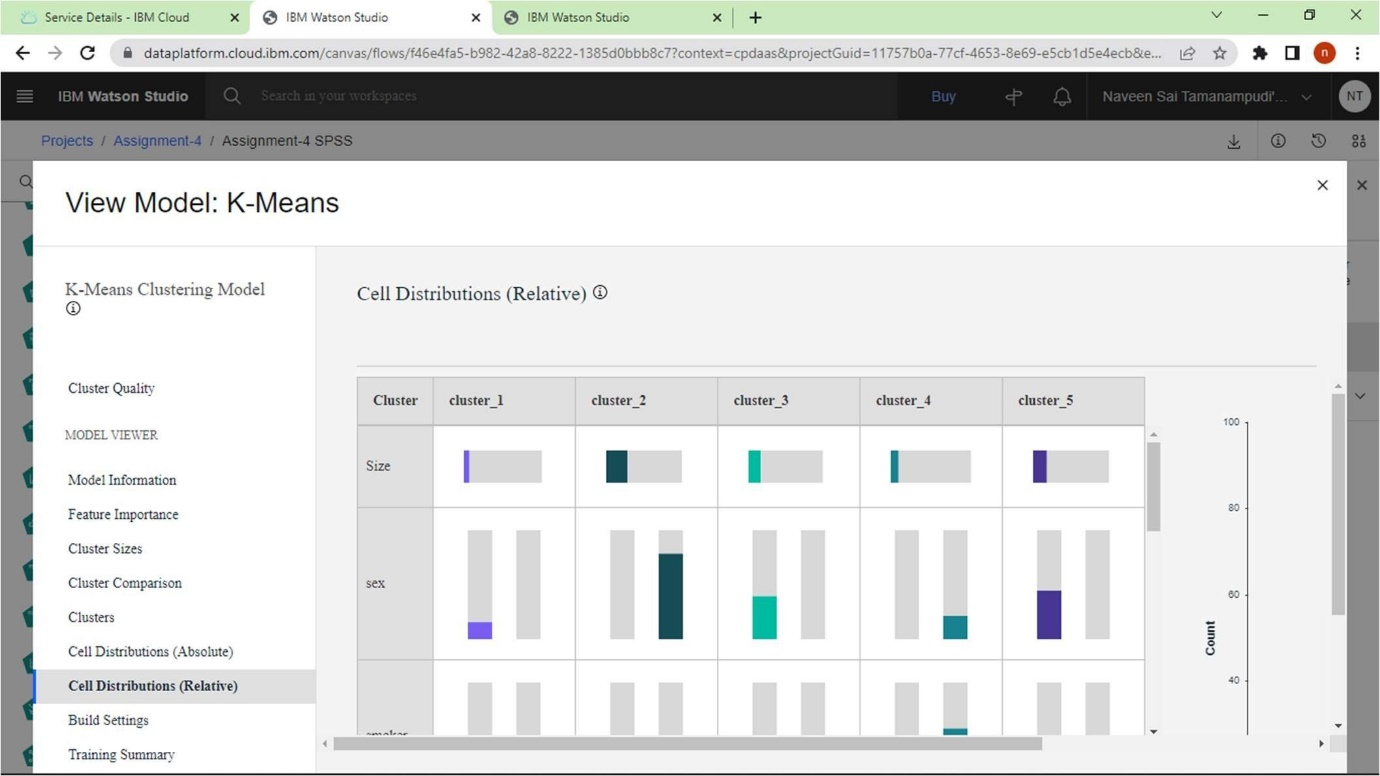 Service Details - IBM Cloud
IBM Watson Studio
IBM Watson Studio
dataplatform.cloud.ibm.com/canvas/flows/f46e4fa5-b982-42a8-8222-1385d0bbb8c7?context=cpdaas&projectGuid=11757b0a-77cf-4653-8e69-e5cb1d5e4ecb&e...
n
IBM Watson Studio
Search in your workspaces
Buy
Naveen Sai Tamanampudi'...
NT
Projects / Assignment-4 / Assignment-4 SPSS
View Model: K-Means
K-Means Clustering Model
Cell Distributions (Relative)
Cluster Quality
MODEL VIEWER
Model Information
Feature Importance
Cluster Sizes
Cluster Comparison
Clusters
Cell Distributions (Absolute)
Cell Distributions (Relative)
Build Settings
Training Summary
Cluster cluster_1 cluster_2 cluster_3 cluster_4 cluster_5
Size
sex
smoker
100
80
60
40
Count